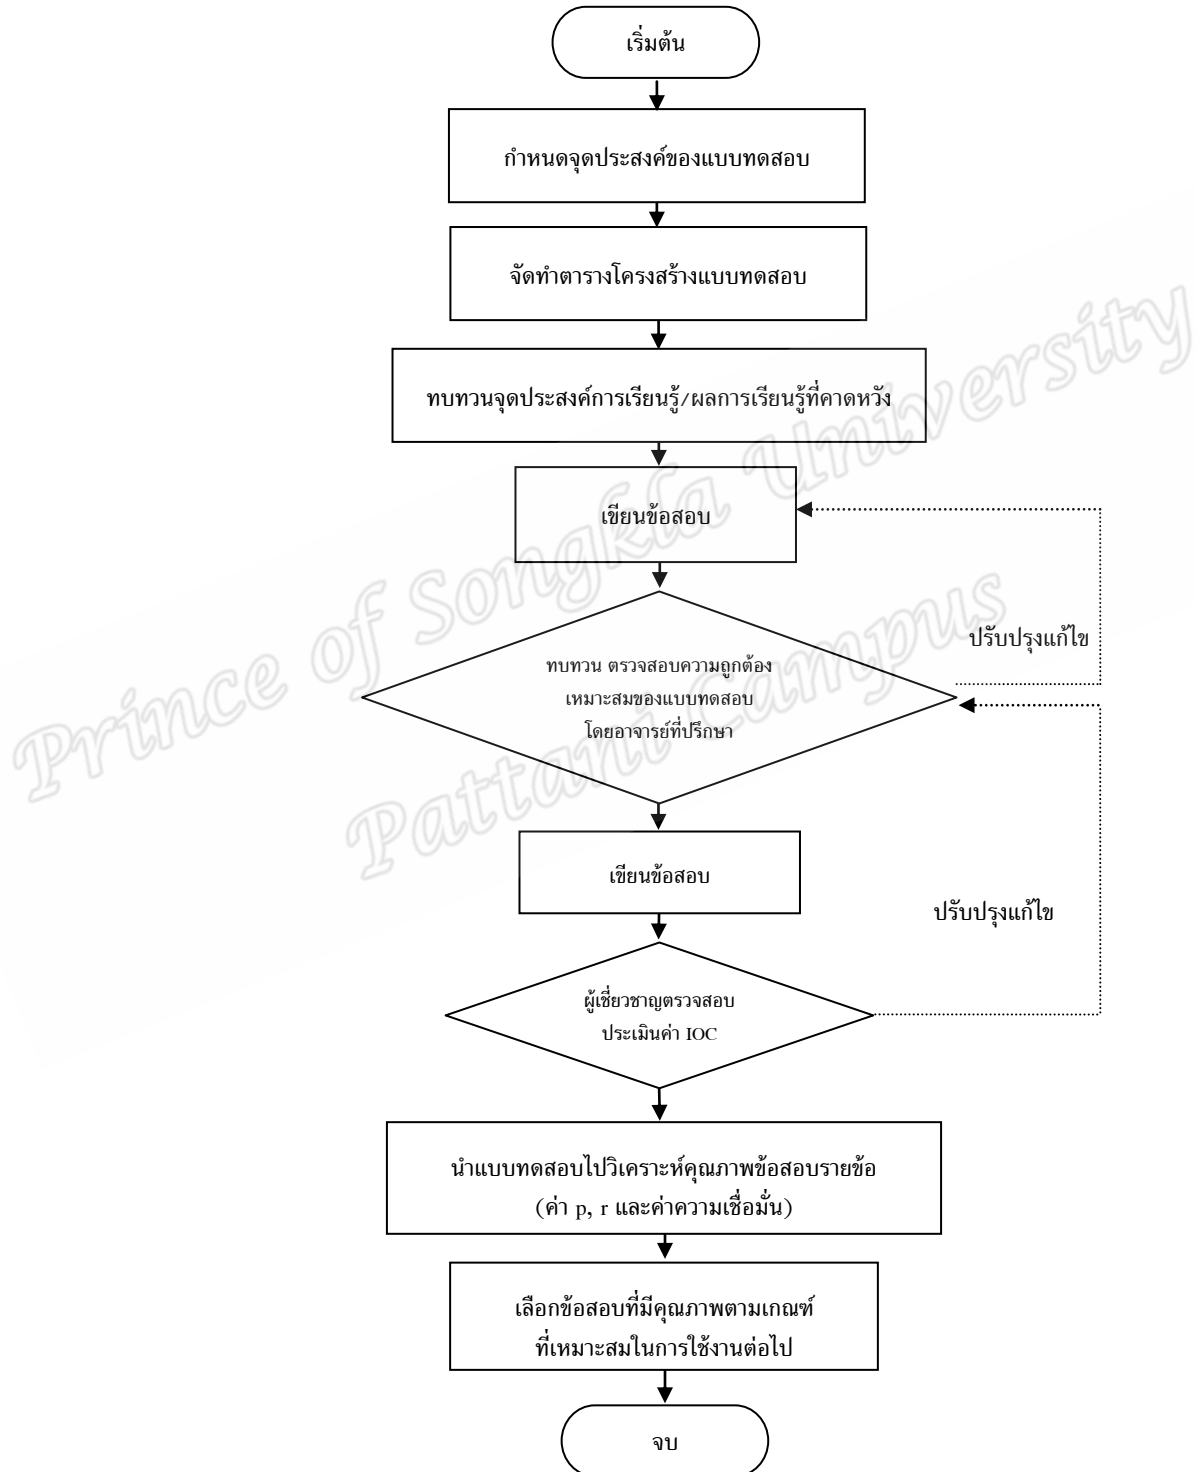 เริ่มต้น
กำหนดจุดประสงค์ของแบบทดสอบ
จัดทำตารางโครงสร้างแบบทดสอบ
ทบทวนจุดประสงค์การเรียนรู้/ผลการเรียนรู้ที่คาดหวัง
เขียนข้อสอบ
ปรับปรุงแก้ไข
ทบทวน ตรวจสอบความถูกต้อง
เหมาะสมของแบบทดสอบ
โดยอาจารย์ที่ปรึกษา
เขียนข้อสอบ
ปรับปรุงแก้ไข
ผู้เชี่ยวชาญตรวจสอบ
ประเมินค่า IOC
นำแบบทดสอบไปวิเคราะห์คุณภาพข้อสอบรายข้อ
(ค่า p, r และค่าความเชื่อมั่น)
เลือกข้อสอบที่มีคุณภาพตามเกณฑ์
ที่เหมาะสมในการใช้งานต่อไป
จบ
Prince of Songkla University
Pattani Campus